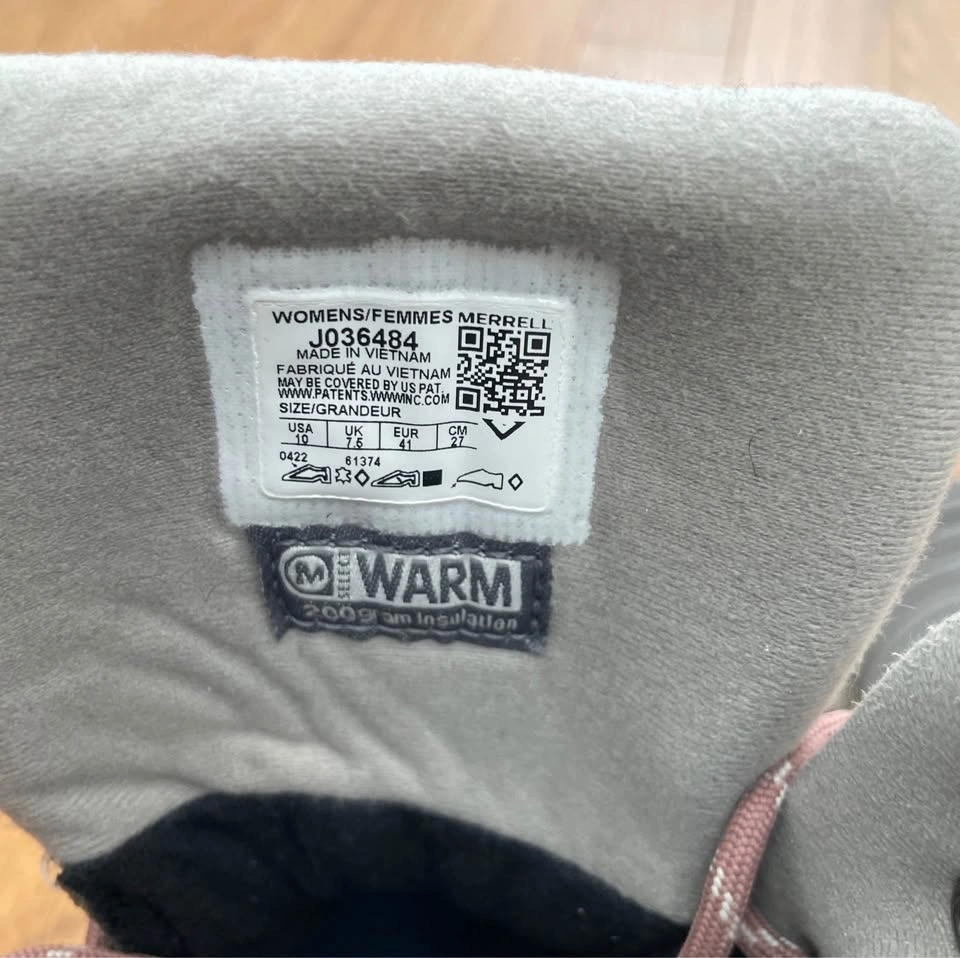 WOMENS/FEMMES MERRELL
J036484
MADE IN VIETNAM
FABRIQUÉ AU VIETNAM
MAY BE COVERED BY US PAT.
WWW.PATENTS.WWWINC.COM
SIZE/GRANDEUR
USA UK EUR CM
10 7.5 41 27
0422 61374
M SELECT WARM
200gram insulation